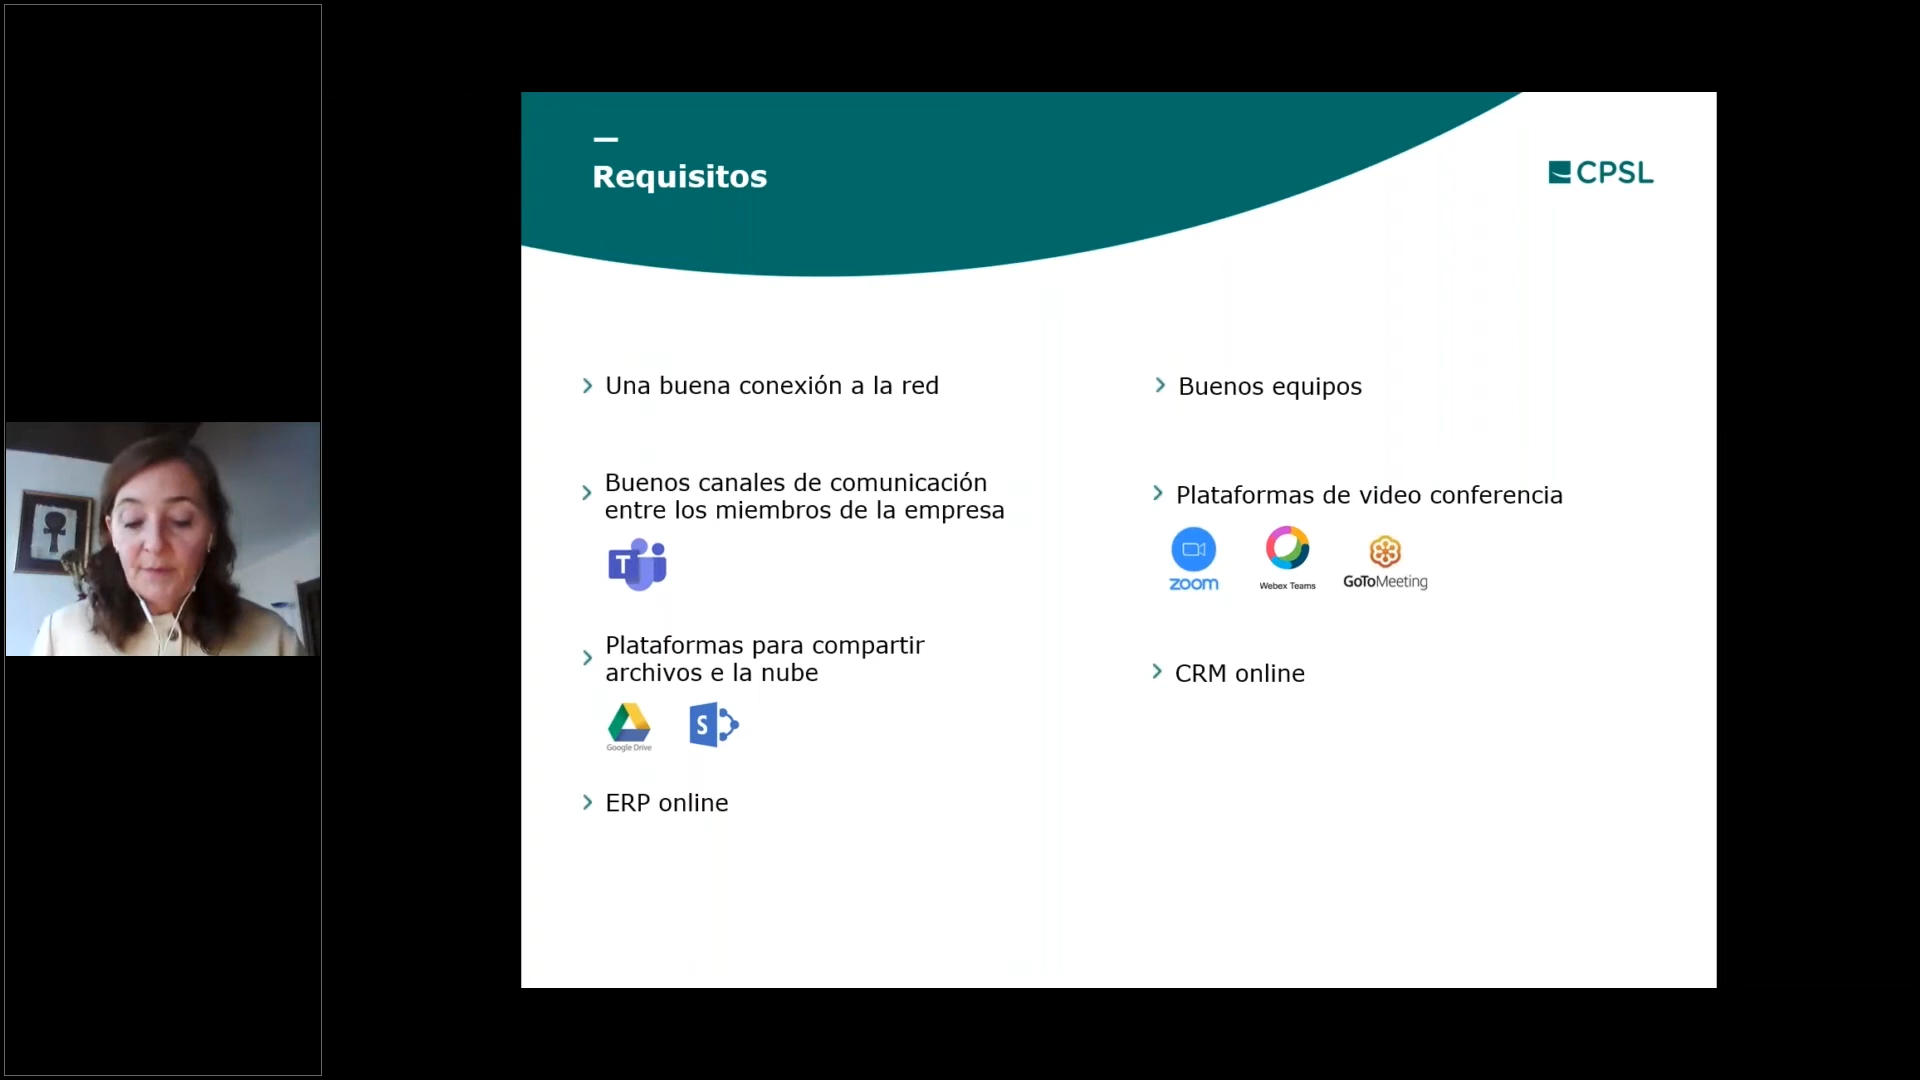 Requisitos
CPSL
Una buena conexión a la red
Buenos canales de comunicación
entre los miembros de la empresa
T
Plataformas para compartir
archivos e la nube
Google Drive
S
ERP online
Buenos equipos
Plataformas de video conferencia
zoom
Webex Teams
GoToMeeting
CRM online